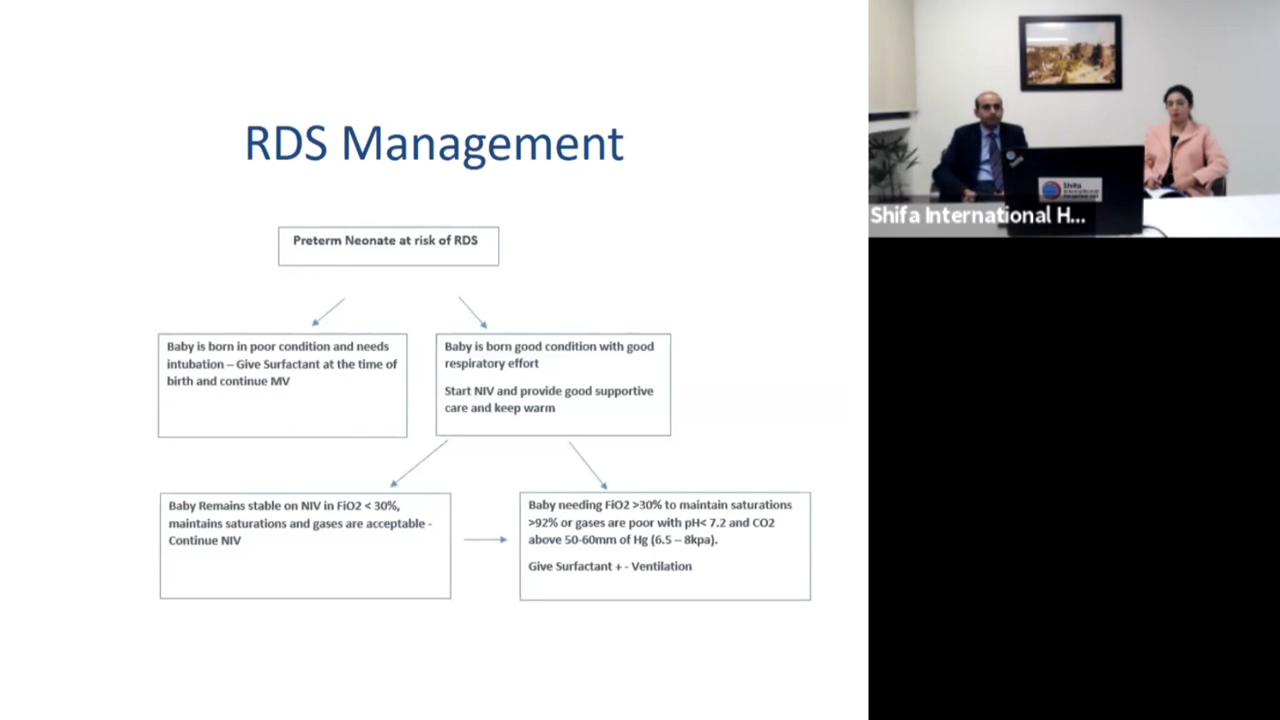 RDS Management
Preterm Neonate at risk of RDS
Baby is born in poor condition and needs
intubation – Give Surfactant at the time of
birth and continue MV
Baby is born good condition with good
respiratory effort
Start NIV and provide good supportive
care and keep warm
Baby Remains stable on NIV in FiO2 < 30%,
maintains saturations and gases are acceptable -
Continue NIV
Baby needing FiO2 >30% to maintain saturations
>92% or gases are poor with pH< 7.2 and CO2
above 50-60mm of Hg (6.5 – 8kpa).
Give Surfactant + - Ventilation
Shifa
International
Shifa International H...